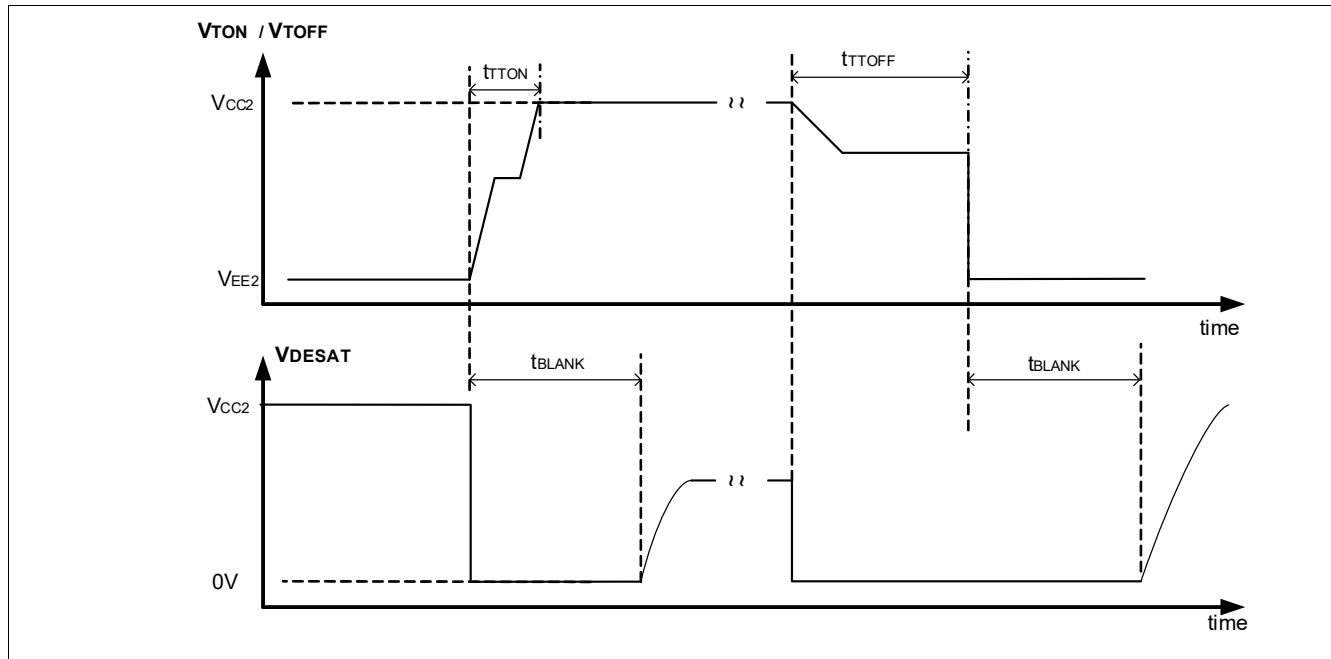 VTON / VTOFF
tTTON
tTTOFF
VCC2
VEE2
time
VDESAT
tBLANK
tBLANK
VCC2
0V
time